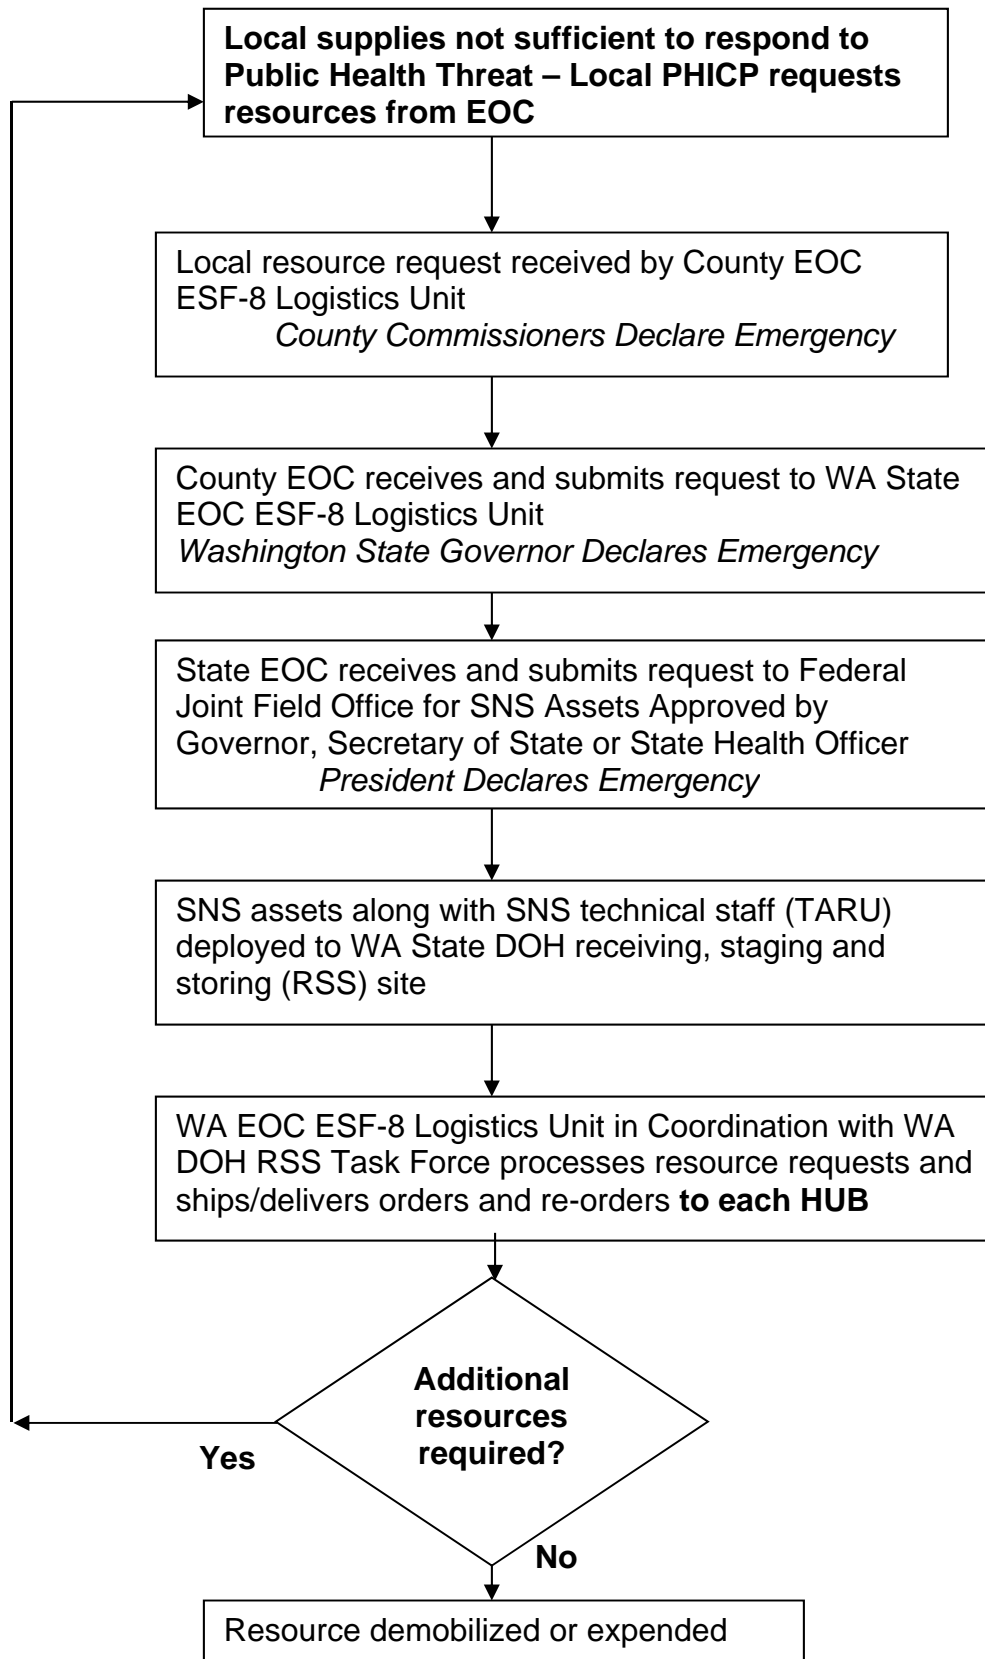 Local supplies not sufficient to respond to
Public Health Threat – Local PHICP requests
resources from EOC
Local resource request received by County EOC
ESF-8 Logistics Unit
County Commissioners Declare Emergency
County EOC receives and submits request to WA State
EOC ESF-8 Logistics Unit
Washington State Governor Declares Emergency
State EOC receives and submits request to Federal
Joint Field Office for SNS Assets Approved by
Governor, Secretary of State or State Health Officer
President Declares Emergency
SNS assets along with SNS technical staff (TARU)
deployed to WA State DOH receiving, staging and
storing (RSS) site
WA EOC ESF-8 Logistics Unit in Coordination with WA
DOH RSS Task Force processes resource requests and
ships/delivers orders and re-orders to each HUB
Additional
resources
required?
Yes
No
Resource demobilized or expended